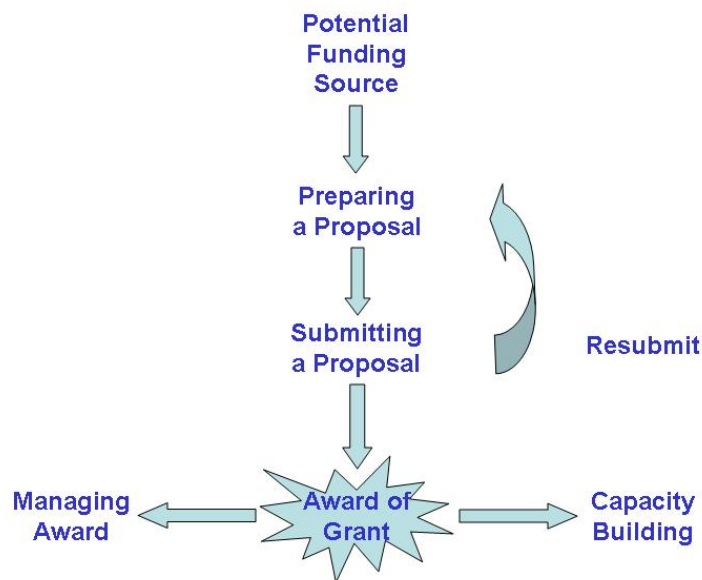 Potential
Funding
Source
Preparing
a Proposal
Submitting
a Proposal
Resubmit
Managing
Award
Award of
Grant
Capacity
Building